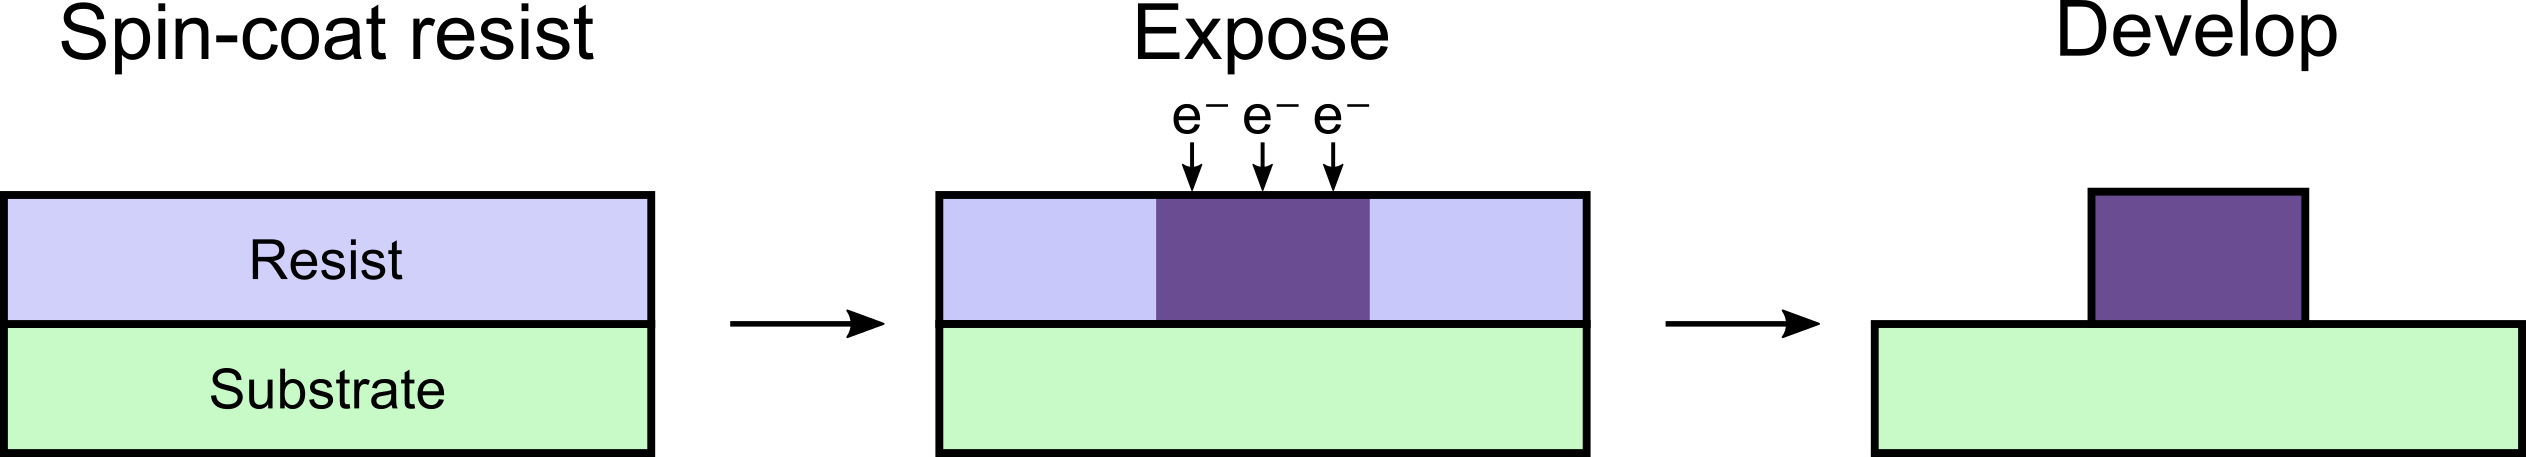 Spin-coat resist
Expose
Develop
e⁻ e⁻ e⁻
Resist
Substrate